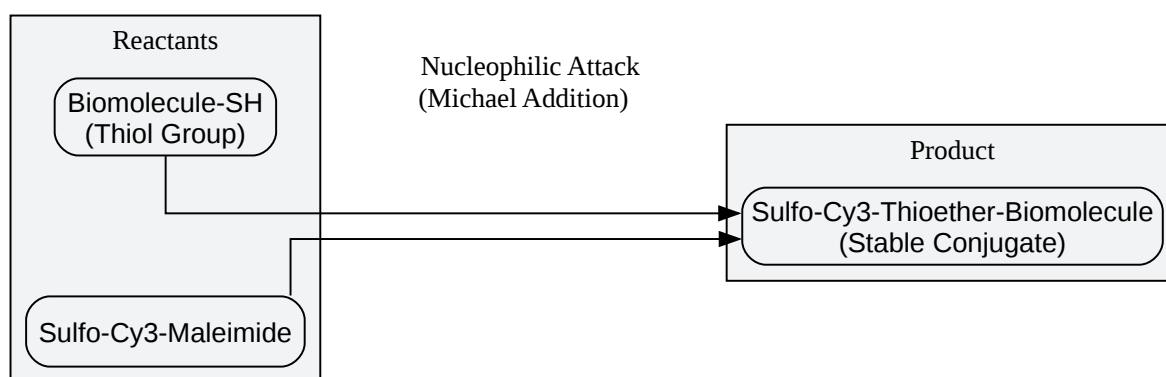 Reactants
Biomolecule-SH
(Thiol Group)
Sulfo-Cy3-Maleimide
Nucleophilic Attack
(Michael Addition)
Product
Sulfo-Cy3-Thioether-Biomolecule
(Stable Conjugate)